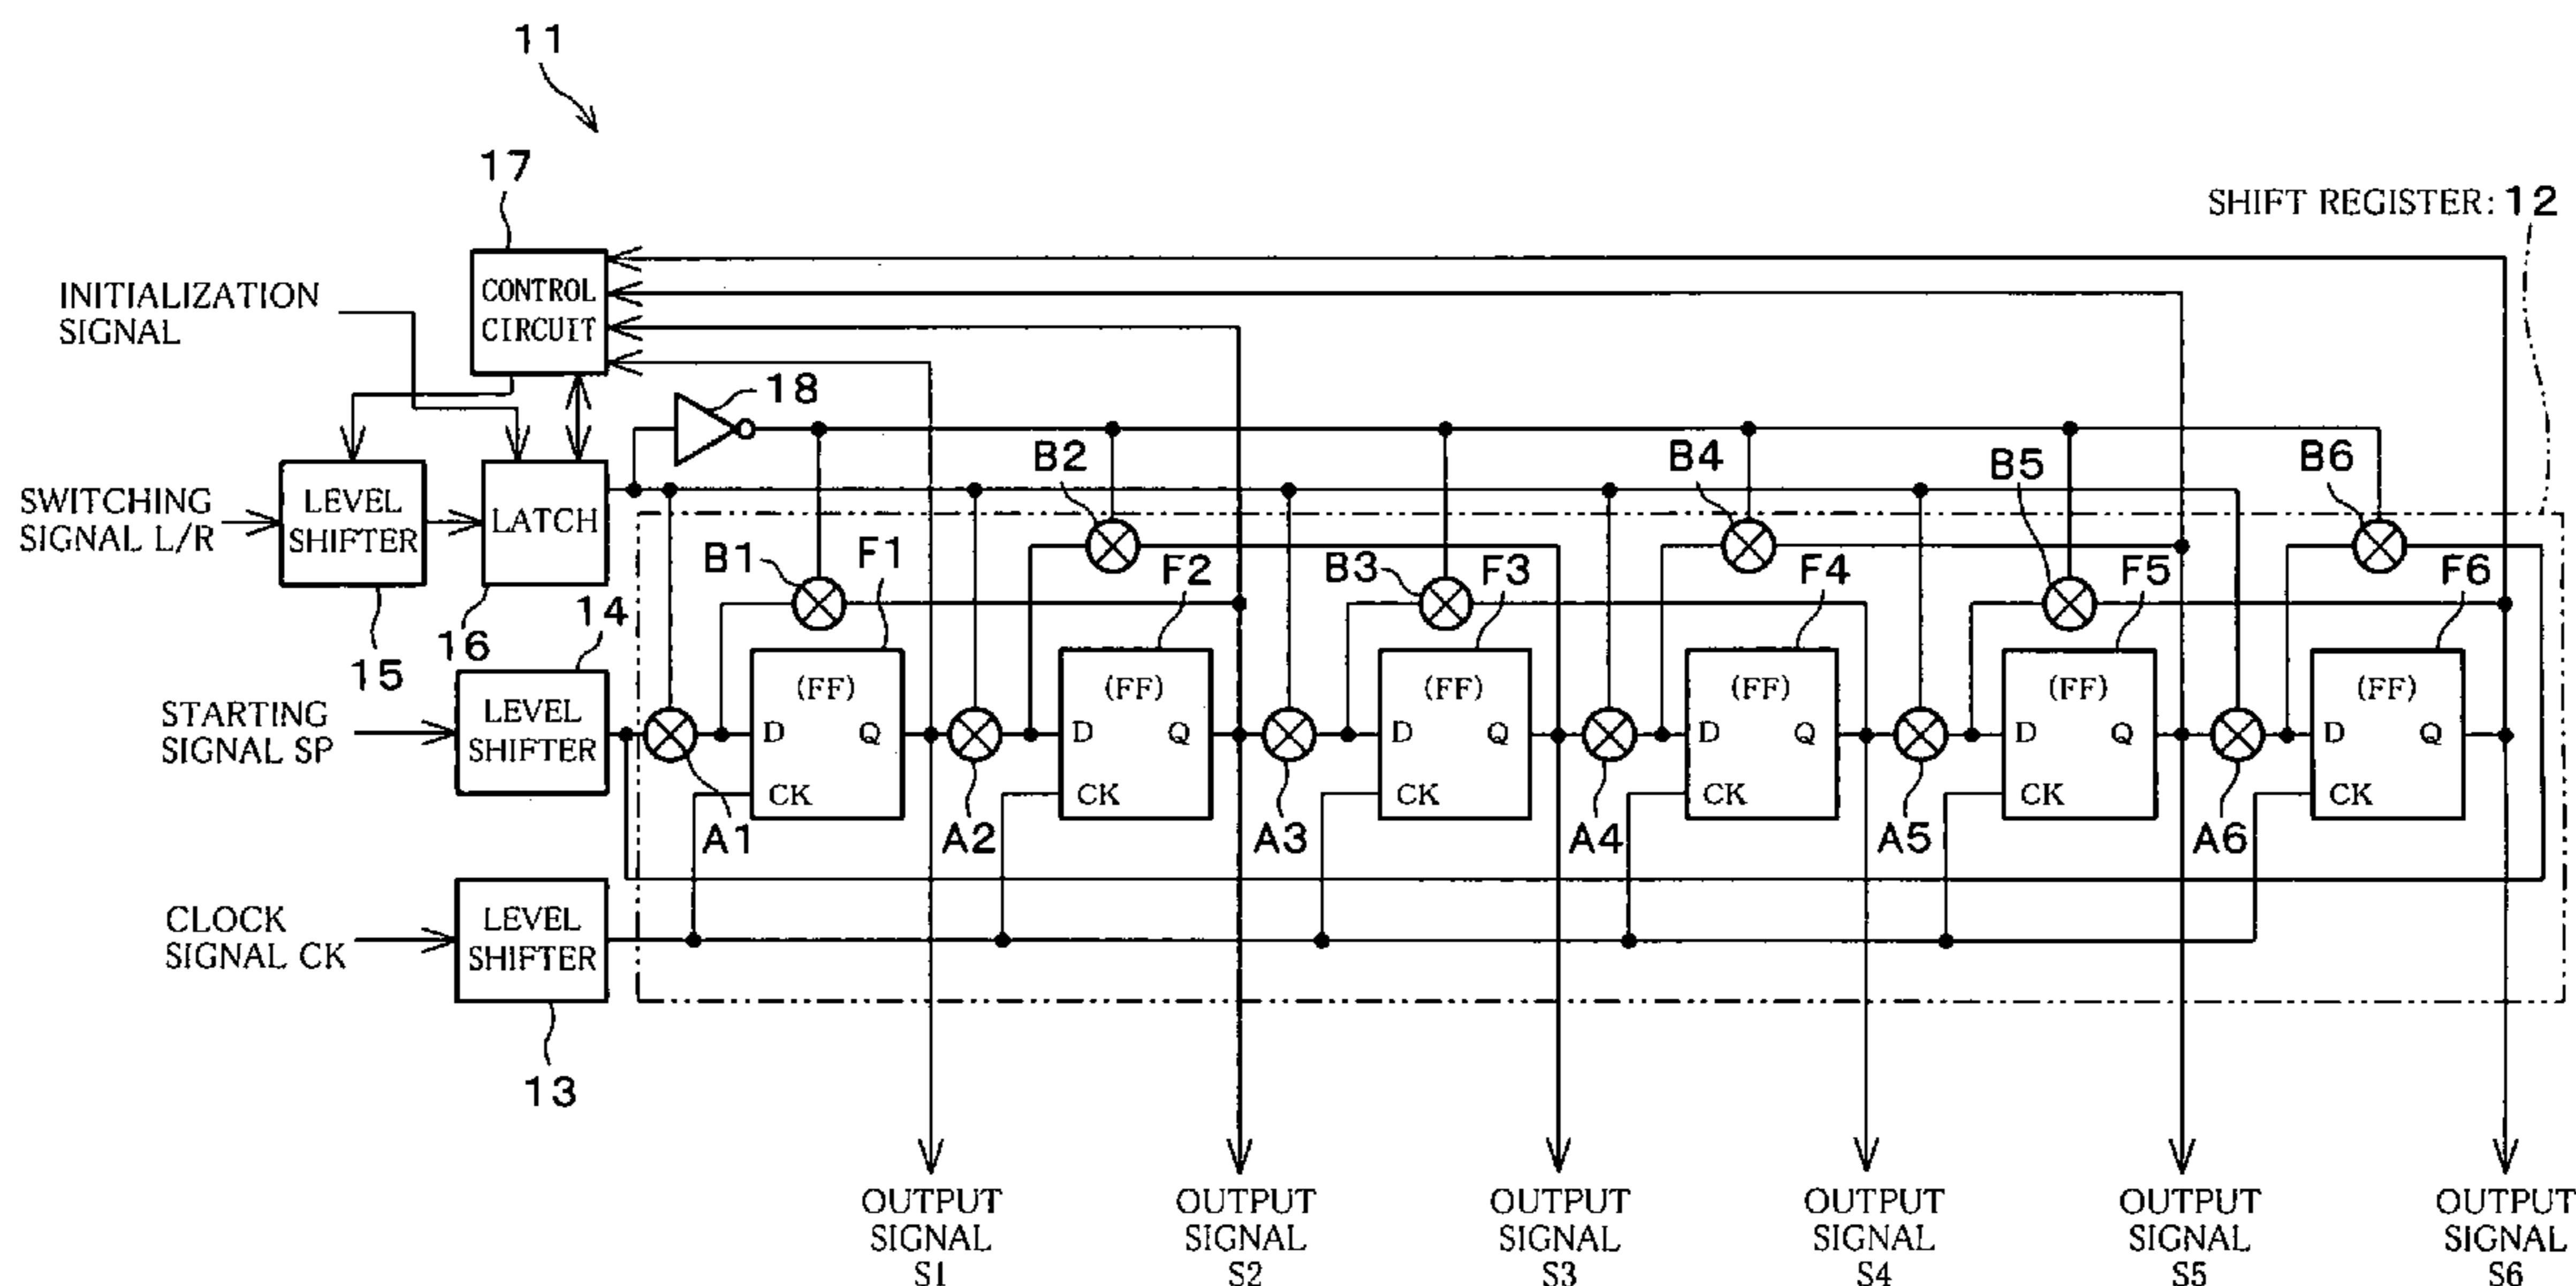 11
17
SHIFT REGISTER: 12
INITIALIZATION
SIGNAL
CONTROL
CIRCUIT
18
B2
B4
B5
B6
SWITCHING
SIGNAL L/R
LEVEL
SHIFTER
LATCH
B1
F1
F2
B3
F3
F4
F5
F6
15
16
14
STARTING
SIGNAL SP
LEVEL
SHIFTER
(FF)
D
Q
CK
(FF)
D
Q
CK
(FF)
D
Q
CK
(FF)
D
Q
CK
(FF)
D
Q
CK
(FF)
D
Q
CK
A1
A2
A3
A4
A5
A6
CLOCK
SIGNAL CK
LEVEL
SHIFTER
13
OUTPUT
SIGNAL
S1
OUTPUT
SIGNAL
S2
OUTPUT
SIGNAL
S3
OUTPUT
SIGNAL
S4
OUTPUT
SIGNAL
S5
OUTPUT
SIGNAL
S6